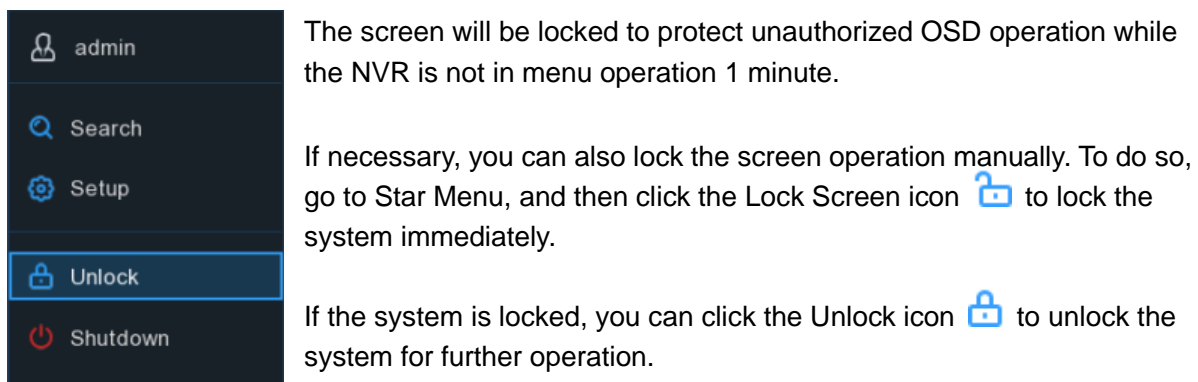 admin
Search
Setup
Unlock
Shutdown
The screen will be locked to protect unauthorized OSD operation while
the NVR is not in menu operation 1 minute.
If necessary, you can also lock the screen operation manually. To do so,
go to Star Menu, and then click the Lock Screen icon to lock the
system immediately.
If the system is locked, you can click the Unlock icon to unlock the
system for further operation.